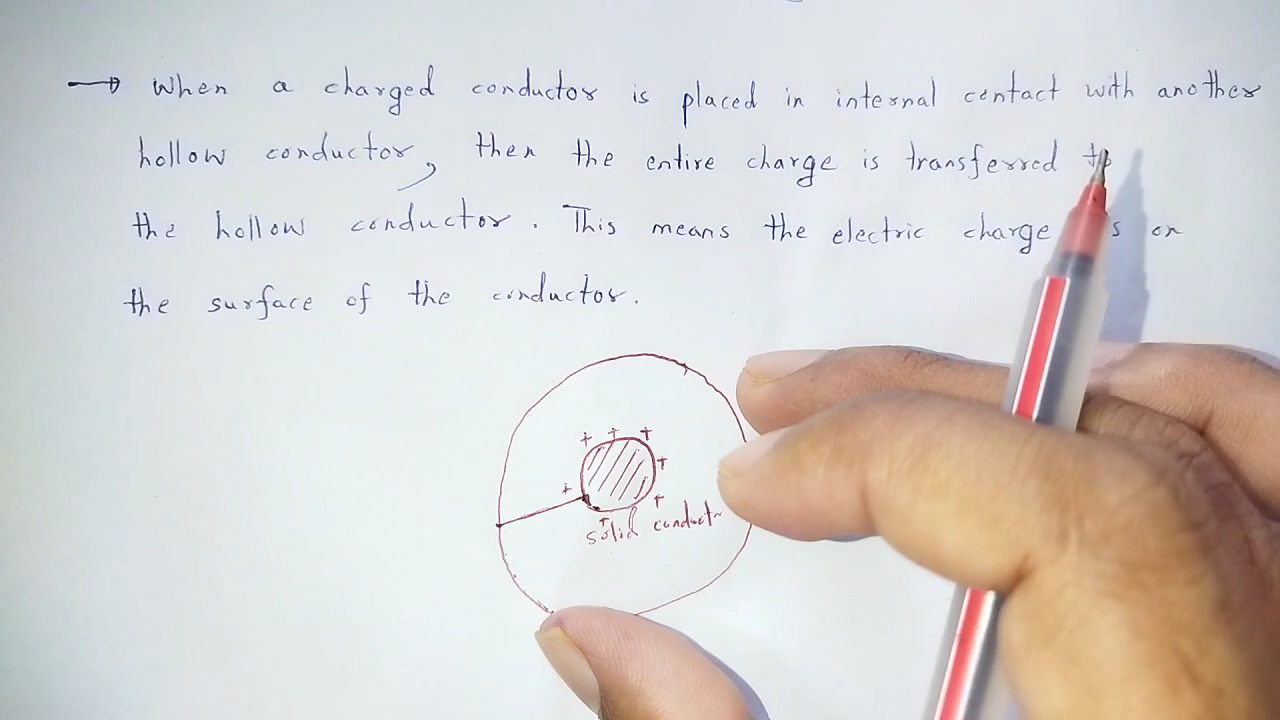 → When a charged conductor is placed in internal contact with another
hollow conductor, then the entire charge is transferred to
the hollow conductor. This means the electric charge on
the surface of the conductor.
+ + +
+ +
+ +
solid